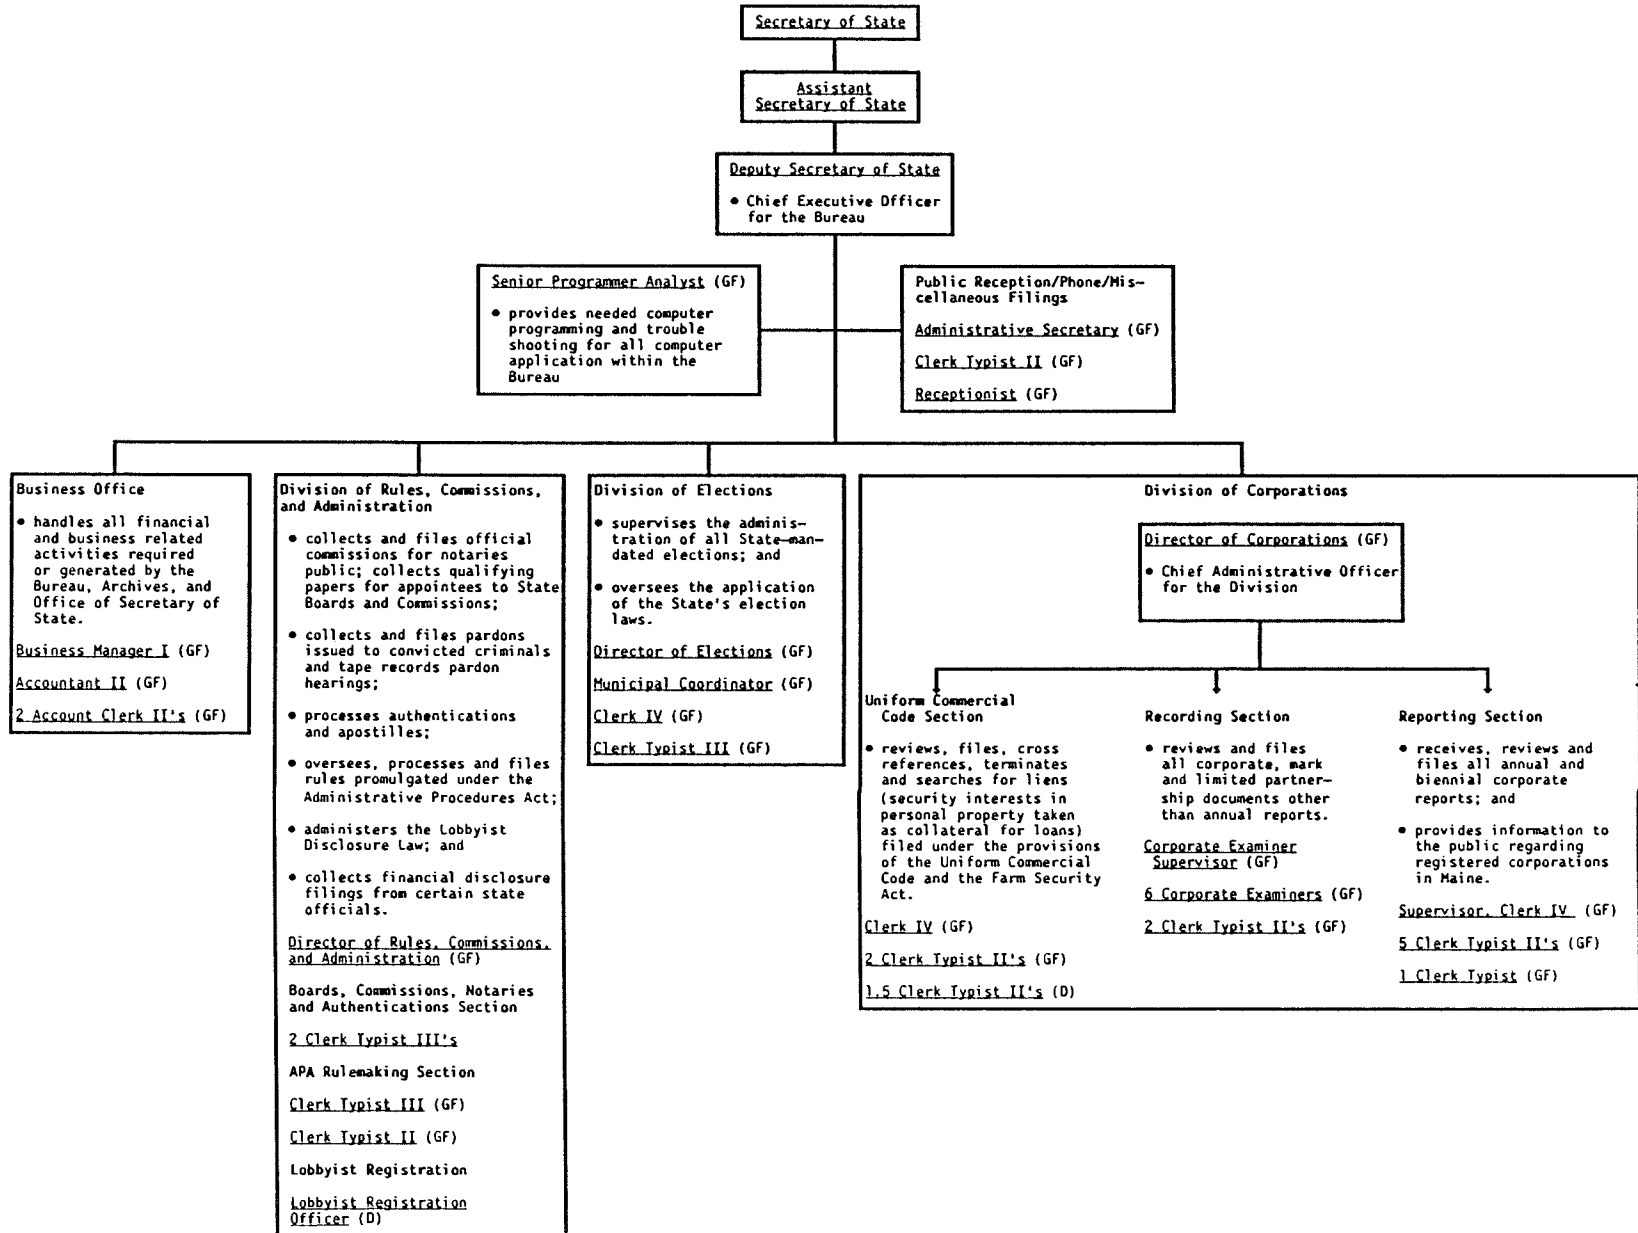 Secretary of State
Assistant
Secretary of State
Deputy Secretary of State
• Chief Executive Officer
for the Bureau
Senior Programmer Analyst (GF)
• provides needed computer
programming and trouble
shooting for all computer
application within the
Bureau
Public Reception/Phone/Mis-
cellaneous Filings
Administrative Secretary (GF)
Clerk Typist II (GF)
Receptionist (GF)
Business Office
• handles all financial
and business related
activities required
or generated by the
Bureau, Archives, and
Office of Secretary of
State.
Business Manager I (GF)
Accountant II (GF)
2 Account Clerk II's (GF)
Division of Rules, Commissions,
and Administration
• collects and files official
commissions for notaries
public; collects qualifying
papers for appointees to State
Boards and Commissions;
• collects and files pardons
issued to convicted criminals
and tape records pardon
hearings;
• processes authentications
and apostilles;
• oversees, processes and files
rules promulgated under the
Administrative Procedures Act;
• administers the Lobbyist
Disclosure Law; and
• collects financial disclosure
filings from certain state
officials.
Director of Rules, Commissions,
and Administration (GF)
Boards, Commissions, Notaries
and Authentications Section
2 Clerk Typist III's
APA Rulemaking Section
Clerk Typist III (GF)
Clerk Typist II (GF)
Lobbyist Registration
Lobbyist Registration
Officer (D)
Division of Elections
• supervises the adminis-
tration of all State-man-
dated elections; and
• oversees the application
of the State's election
laws.
Director of Elections (GF)
Municipal Coordinator (GF)
Clerk IV (GF)
Clerk Typist III (GF)
Division of Corporations
Director of Corporations (GF)
• Chief Administrative Officer
for the Division
Uniform Commercial
Code Section
• reviews, files, cross
references, terminates
and searches for liens
(security interests in
personal property taken
as collateral for loans)
filed under the provisions
of the Uniform Commercial
Code and the Farm Security
Act.
Clerk IV (GF)
2 Clerk Typist II's (GF)
1.5 Clerk Typist II's (D)
Recording Section
• reviews and files
all corporate, mark
and limited partner-
ship documents other
than annual reports.
Corporate Examiner
Supervisor (GF)
6 Corporate Examiners (GF)
2 Clerk Typist II's (GF)
Reporting Section
• receives, reviews and
files all annual and
biennial corporate
reports; and
• provides information to
the public regarding
registered corporations
in Maine.
Supervisor, Clerk IV (GF)
5 Clerk Typist II's (GF)
1 Clerk Typist (GF)